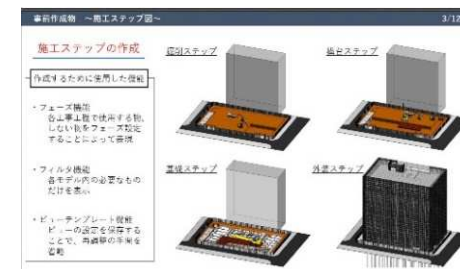 事前作成物 ～施工ステップ図～
3/12
施工ステップの作成
作成するために使用した機能
・フェーズ機能
各工事工程で使用する物、
しない物をフェーズ設定
することによって表現
・フィルタ機能
各モデル内の必要なもの
だけを表示
・ビューテンプレート機能
ビューの設定を保存する
ことで、再調整の手間を
省略
掘削ステップ
構台ステップ
基礎ステップ
外装ステップ